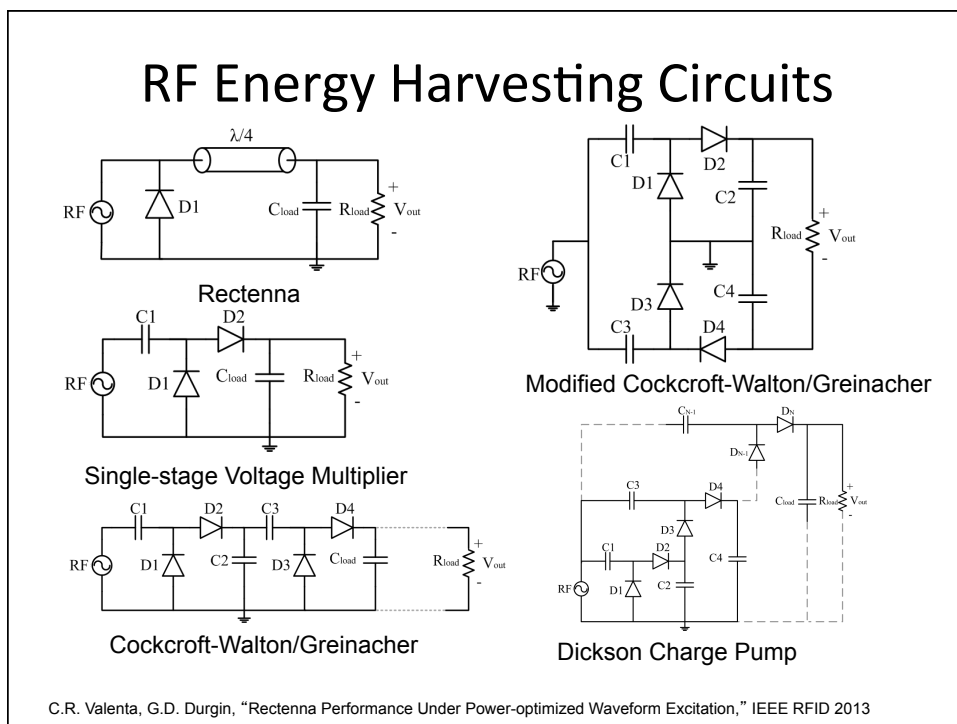 RF Energy Harvesting Circuits
λ/4
RF
D1
Cload
Rload
+
Vout
-
Rectenna
C1
D2
RF
D1
Cload
Rload
+
Vout
-
Single-stage Voltage Multiplier
C1
D2
C3
D4
RF
D1
C2
D3
Cload
Rload
+
Vout
-
Cockcroft-Walton/Greinacher
C1
D2
D1
C2
RF
Rload
+
Vout
-
D3
C4
C3
D4
Modified Cockcroft-Walton/Greinacher
CN-1
DN
DN-1
C3
D4
Cload
Rload
+
Vout
-
D3
C1
D2
C4
RF
D1
C2
Dickson Charge Pump
C.R. Valenta, G.D. Durgin, “Rectenna Performance Under Power-optimized Waveform Excitation,” IEEE RFID 2013